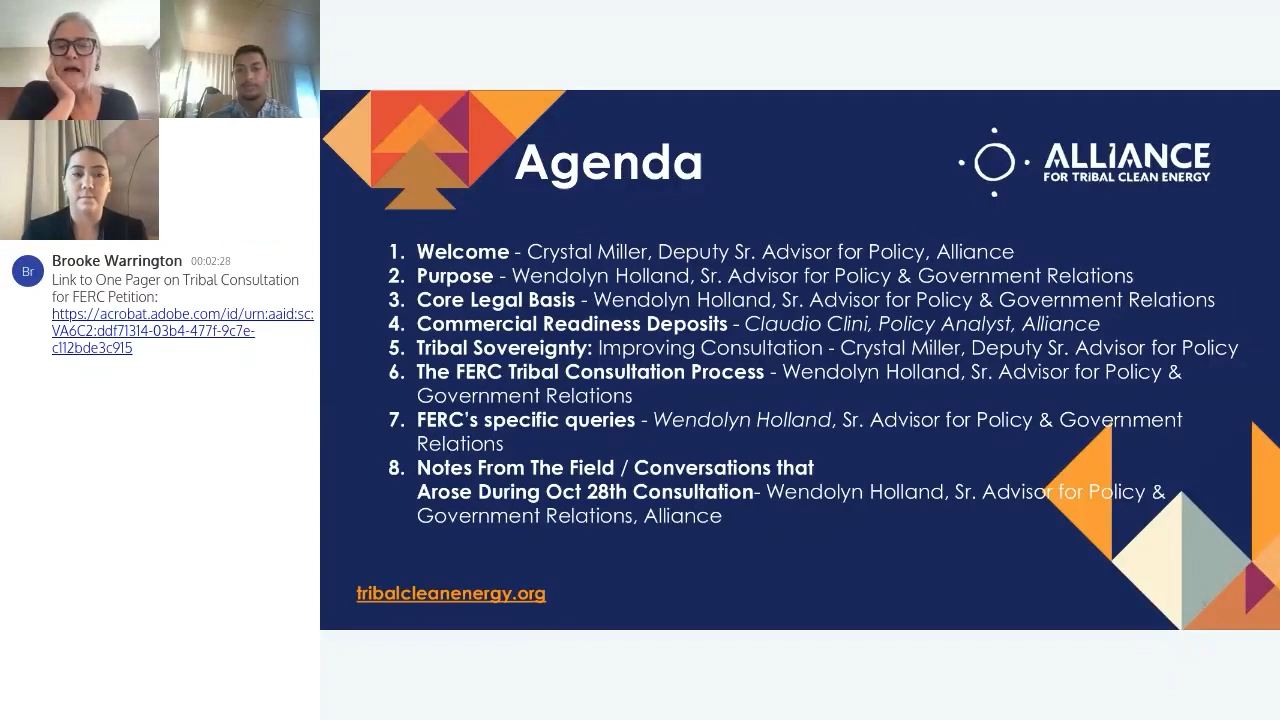 Br
Brooke Warrington 00:02:28
Link to One Pager on Tribal Consultation
for FERC Petition:
https://acrobat.adobe.com/id/urn:aaid:sc:
VA6C2:ddf71314-03b4-477f-9c7e-
c112bde3c915
Agenda
ALLIANCE
FOR TRIBAL CLEAN ENERGY
1. Welcome - Crystal Miller, Deputy Sr. Advisor for Policy, Alliance
2. Purpose - Wendolyn Holland, Sr. Advisor for Policy & Government Relations
3. Core Legal Basis - Wendolyn Holland, Sr. Advisor for Policy & Government Relations
4. Commercial Readiness Deposits - Claudio Clini, Policy Analyst, Alliance
5. Tribal Sovereignty: Improving Consultation - Crystal Miller, Deputy Sr. Advisor for Policy
6. The FERC Tribal Consultation Process - Wendolyn Holland, Sr. Advisor for Policy &
Government Relations
7. FERC's specific queries - Wendolyn Holland, Sr. Advisor for Policy & Government
Relations
8. Notes From The Field / Conversations that
Arose During Oct 28th Consultation- Wendolyn Holland, Sr. Advisor for Policy &
Government Relations, Alliance
tribalcleanenergy.org